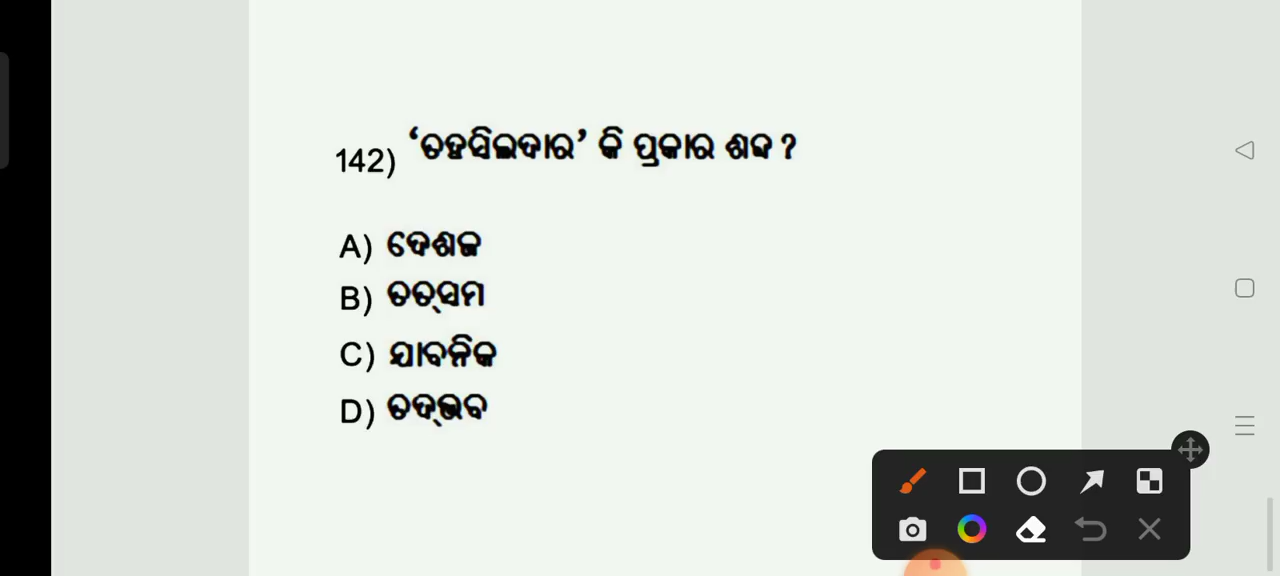 142) ‘ତହସିଲଦାର’ କି ପ୍ରକାର ଶବ୍ଦ ?
A) ଦେଶଜ
B) ତତ୍‌ସମ
C) ଯାବନିକ
D) ତଦ୍‌ଭବ